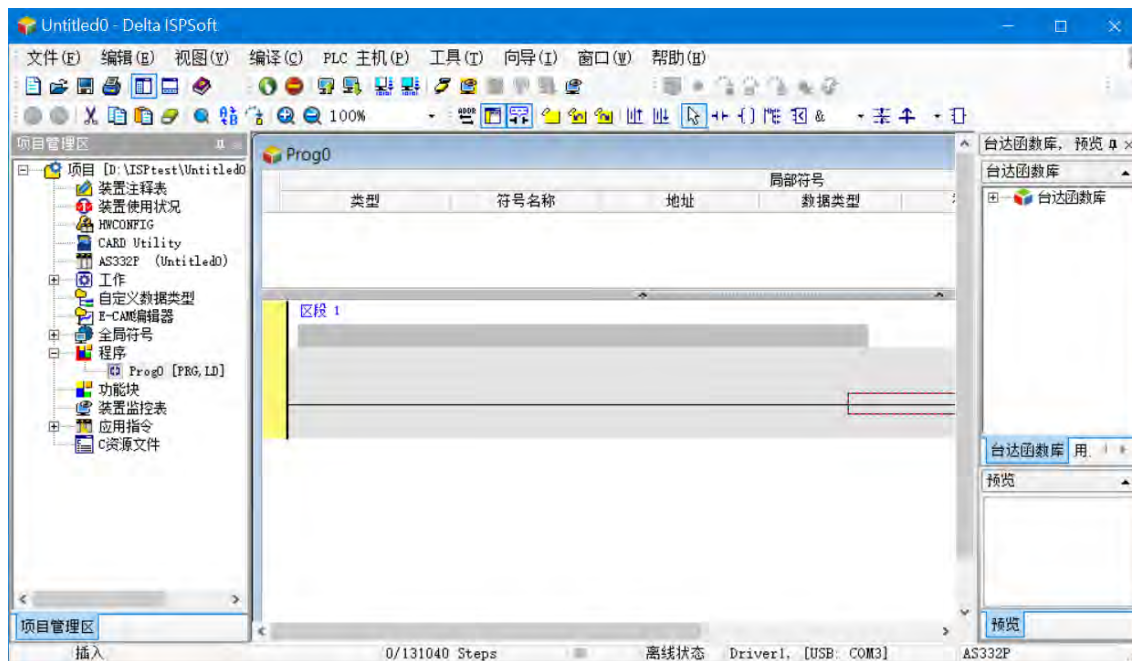 Untitled0 - Delta ISPSoft
文件(F) 编辑(E) 视图(V) 编译(C) PLC 主机(P) 工具(T) 向导(I) 窗口(W) 帮助(H)
100%
项目管理区
项目 [D:\ISPtest\Untitled0
装置注释表
装置使用状况
HWCONFIG
CARD Utility
AS332P (Untitled0)
工作
自定义数据类型
E-CAM编辑器
全局符号
程序
Prog0 [PRG,LD]
功能块
装置监控表
应用指令
C资源文件
项目管理区
Prog0
局部符号
类型 符号名称 地址 数据类型
区段 1
台达函数库, 预览
台达函数库
台达函数库
台达函数库 用
预览
预览
插入 0/131040 Steps 离线状态 Driver1, [USB: COM3] AS332P